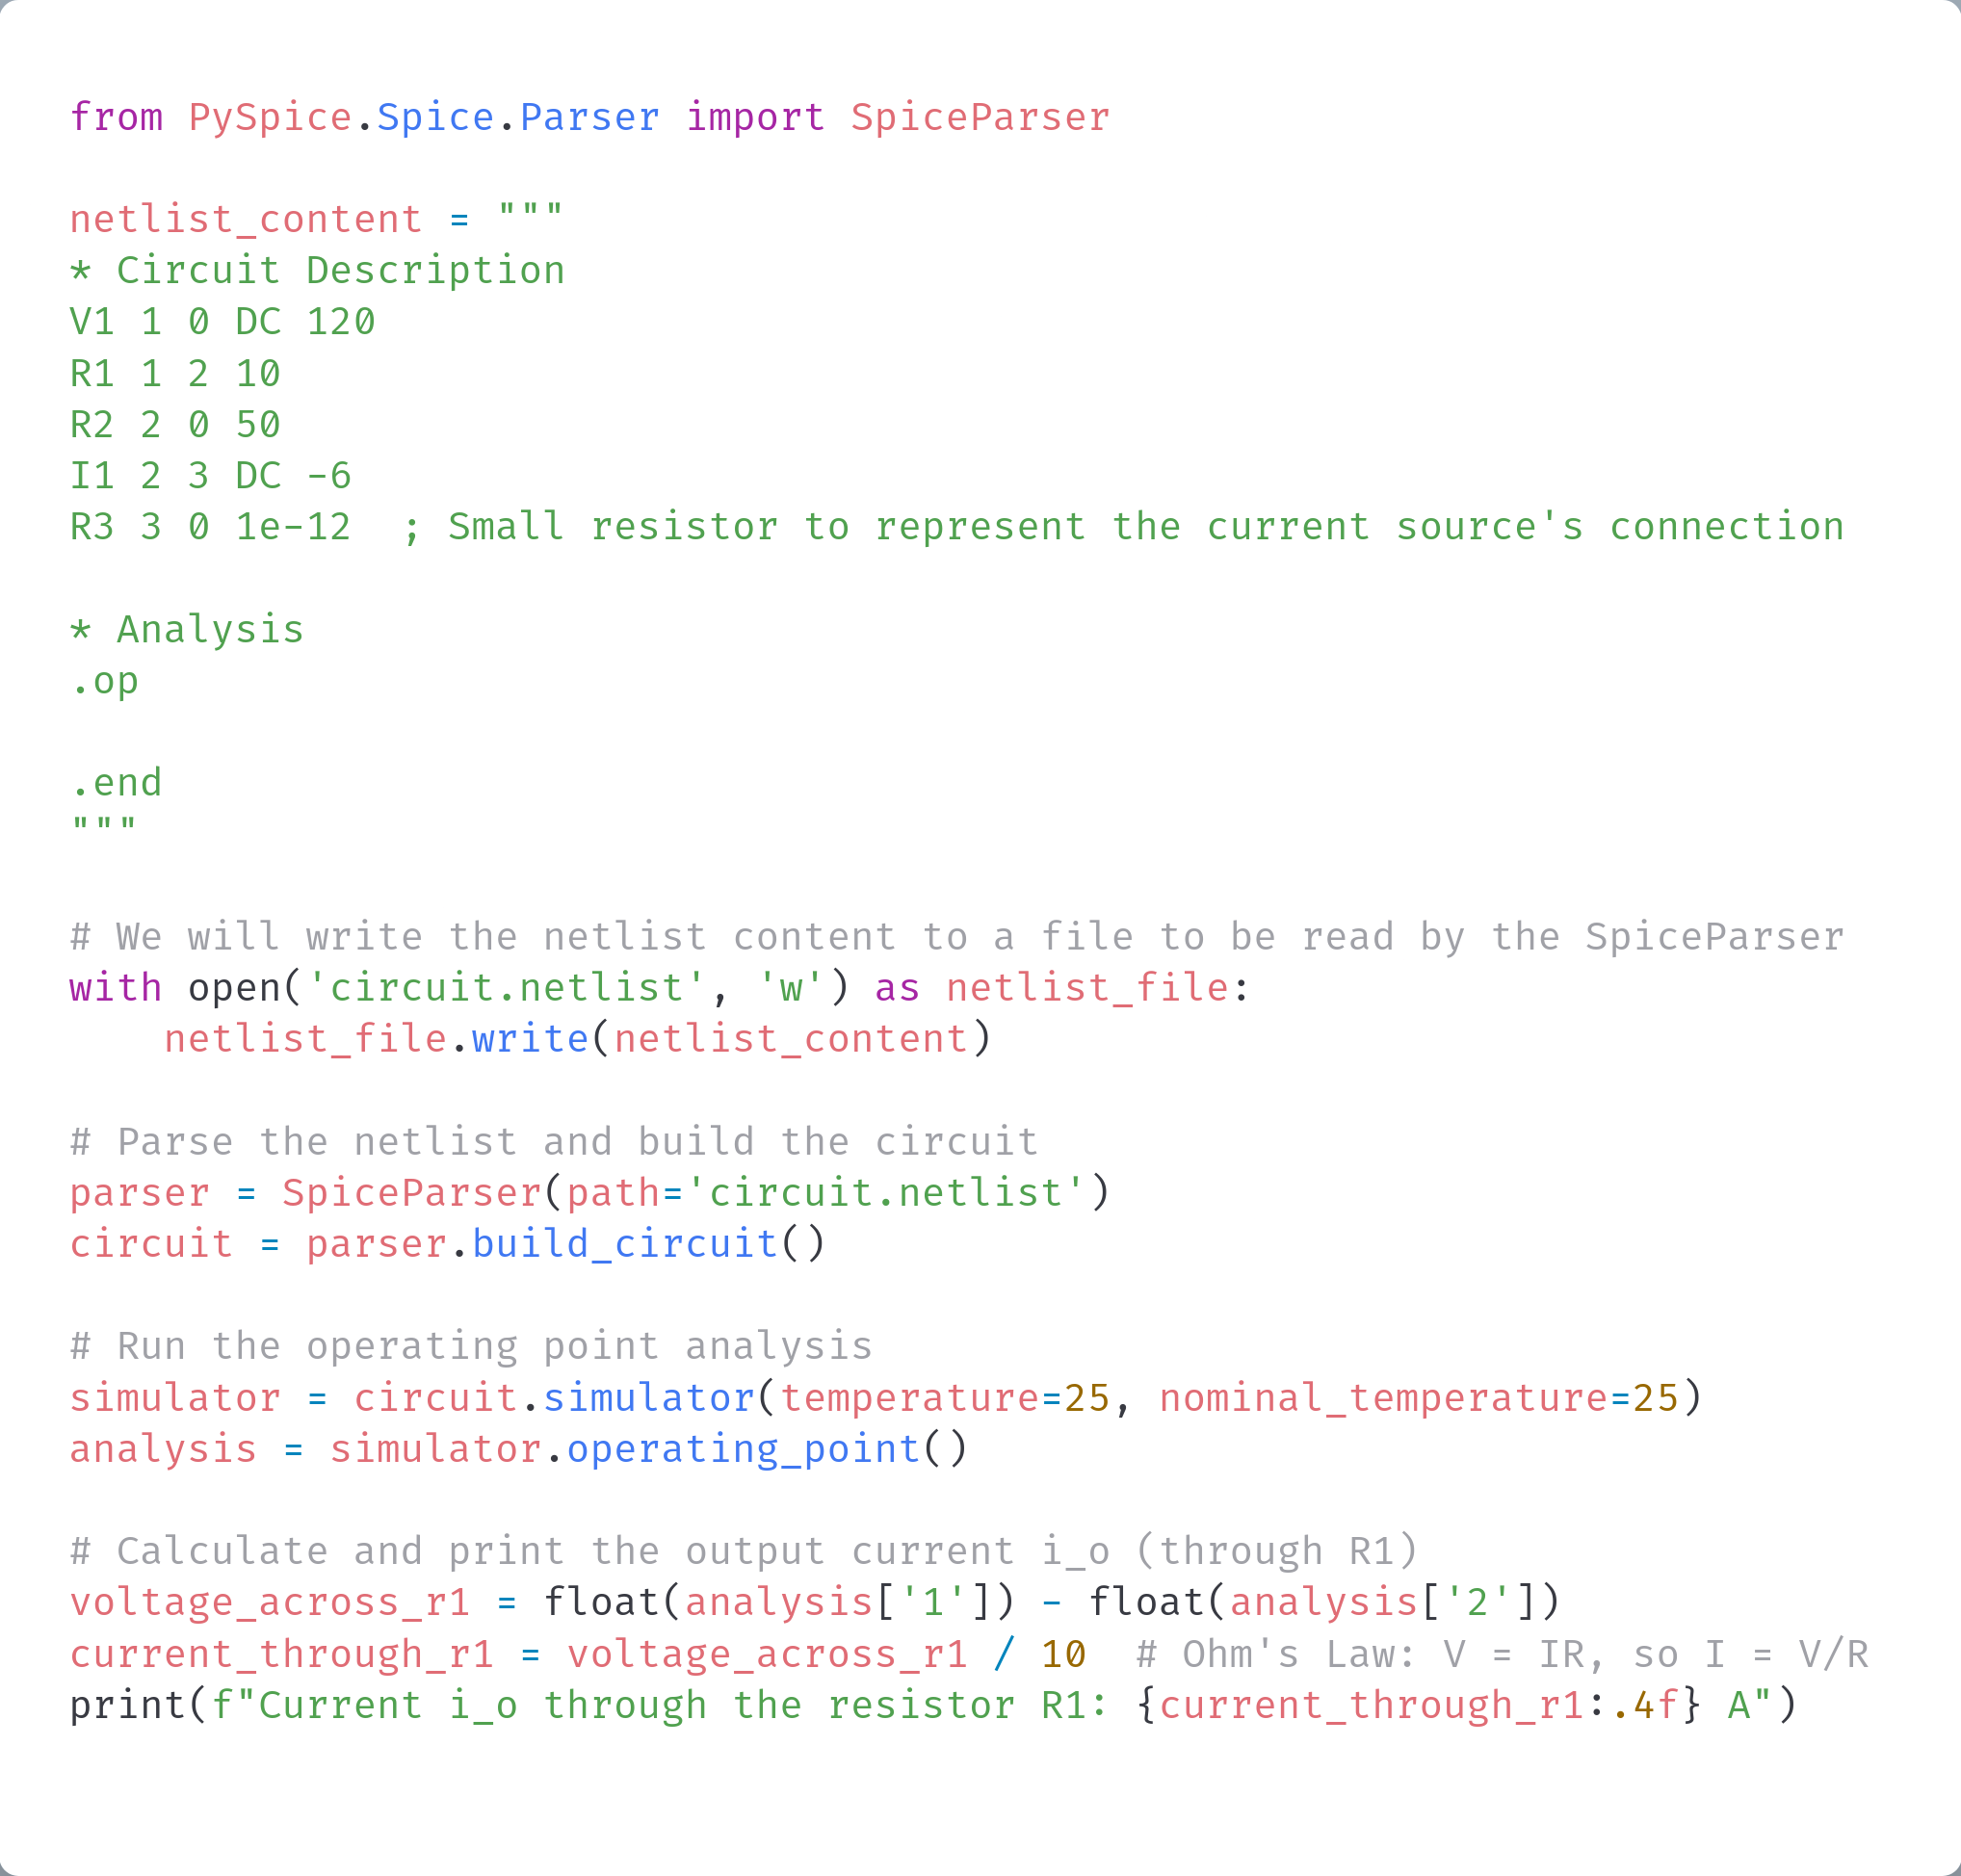 from PySpice.Spice.Parser import SpiceParser

netlist_content = """
* Circuit Description
V1 1 0 DC 120
R1 1 2 10
R2 2 0 50
I1 2 3 DC -6
R3 3 0 1e-12  ; Small resistor to represent the current source's connection

* Analysis
.op

.end
"""

# We will write the netlist content to a file to be read by the SpiceParser
with open('circuit.netlist', 'w') as netlist_file:
    netlist_file.write(netlist_content)

# Parse the netlist and build the circuit
parser = SpiceParser(path='circuit.netlist')
circuit = parser.build_circuit()

# Run the operating point analysis
simulator = circuit.simulator(temperature=25, nominal_temperature=25)
analysis = simulator.operating_point()

# Calculate and print the output current i_o (through R1)
voltage_across_r1 = float(analysis['1']) - float(analysis['2'])
current_through_r1 = voltage_across_r1 / 10  # Ohm's Law: V = IR, so I = V/R
print(f"Current i_o through the resistor R1: {current_through_r1:.4f} A")